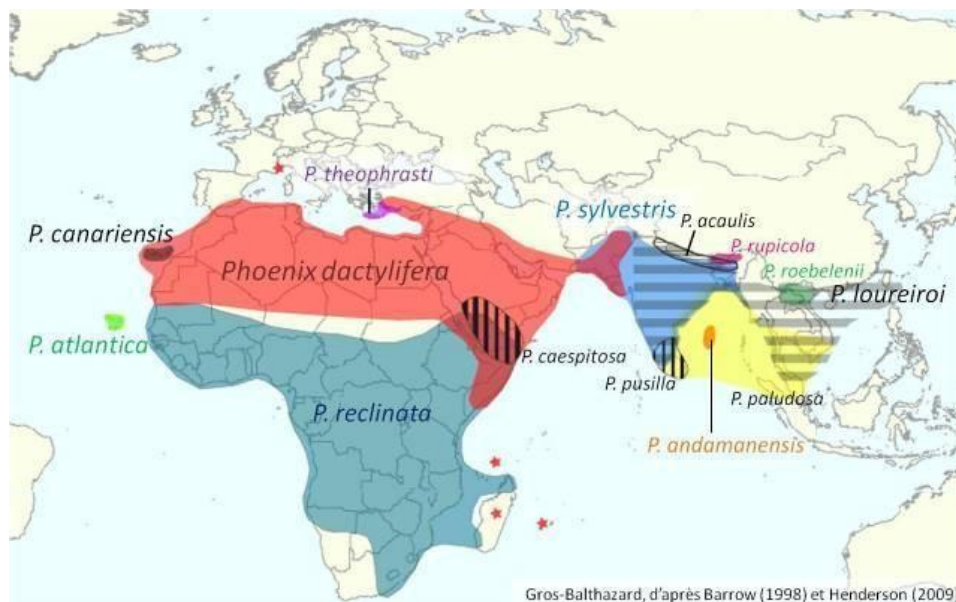 P. theophrasti
P. canariensis
P. sylvestris
P. acaulis
P. rupicola
Phoenix dactylifera
P. roebelenii
P. loureiroi
P. atlantica
P. caespitosa
P. pusilla
P. paludosa
P. reclinata
P. andamanensis
Gros-Balthazard, d'après Barrow (1998) et Henderson (2009)